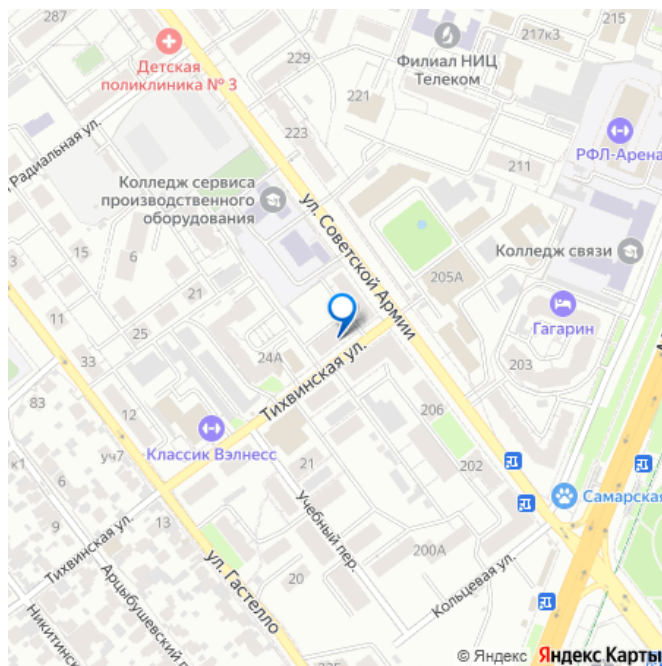 287
215
217к3
Филиал НИЦ
Телеком
229
Детская
поликлиника № 3
221
РФЛ-Арена
223
211
Радиальная ул.
Колледж сервиса
производственного
оборудования
ул. Советской Армии
Колледж связи
15
6
23
21
205А
Гагарин
11
25
33
24А
203
Тихвинская ул.
83
12
206
Классик Вэлнесс
уч7
21
202
к1
Самарская
9
13
Учебный пер.
Тихвинская ул.
ул. Гастелло
200А
Кольцевая ул.
20
6
Арцыбушевский п
Никитинс
© Яндекс Яндекс Карты